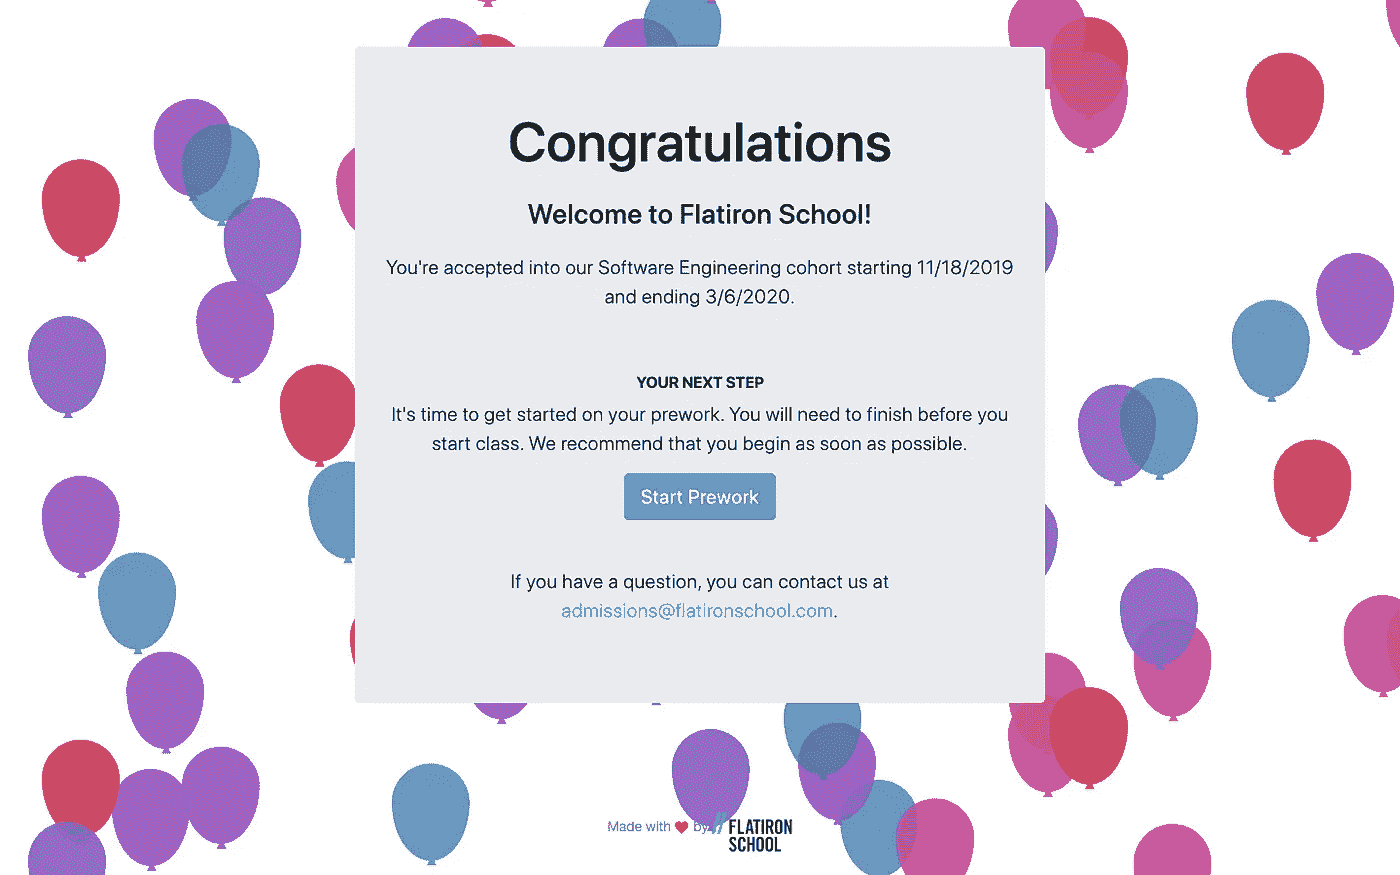 Congratulations
Welcome to Flatiron School!
You're accepted into our Software Engineering cohort starting 11/18/2019
and ending 3/6/2020.
YOUR NEXT STEP
It's time to get started on your prework. You will need to finish before you
start class. We recommend that you begin as soon as possible.
Start Prework
If you have a question, you can contact us at
admissions@flatironschool.com.
Made with ❤ by // FLATIRON
SCHOOL